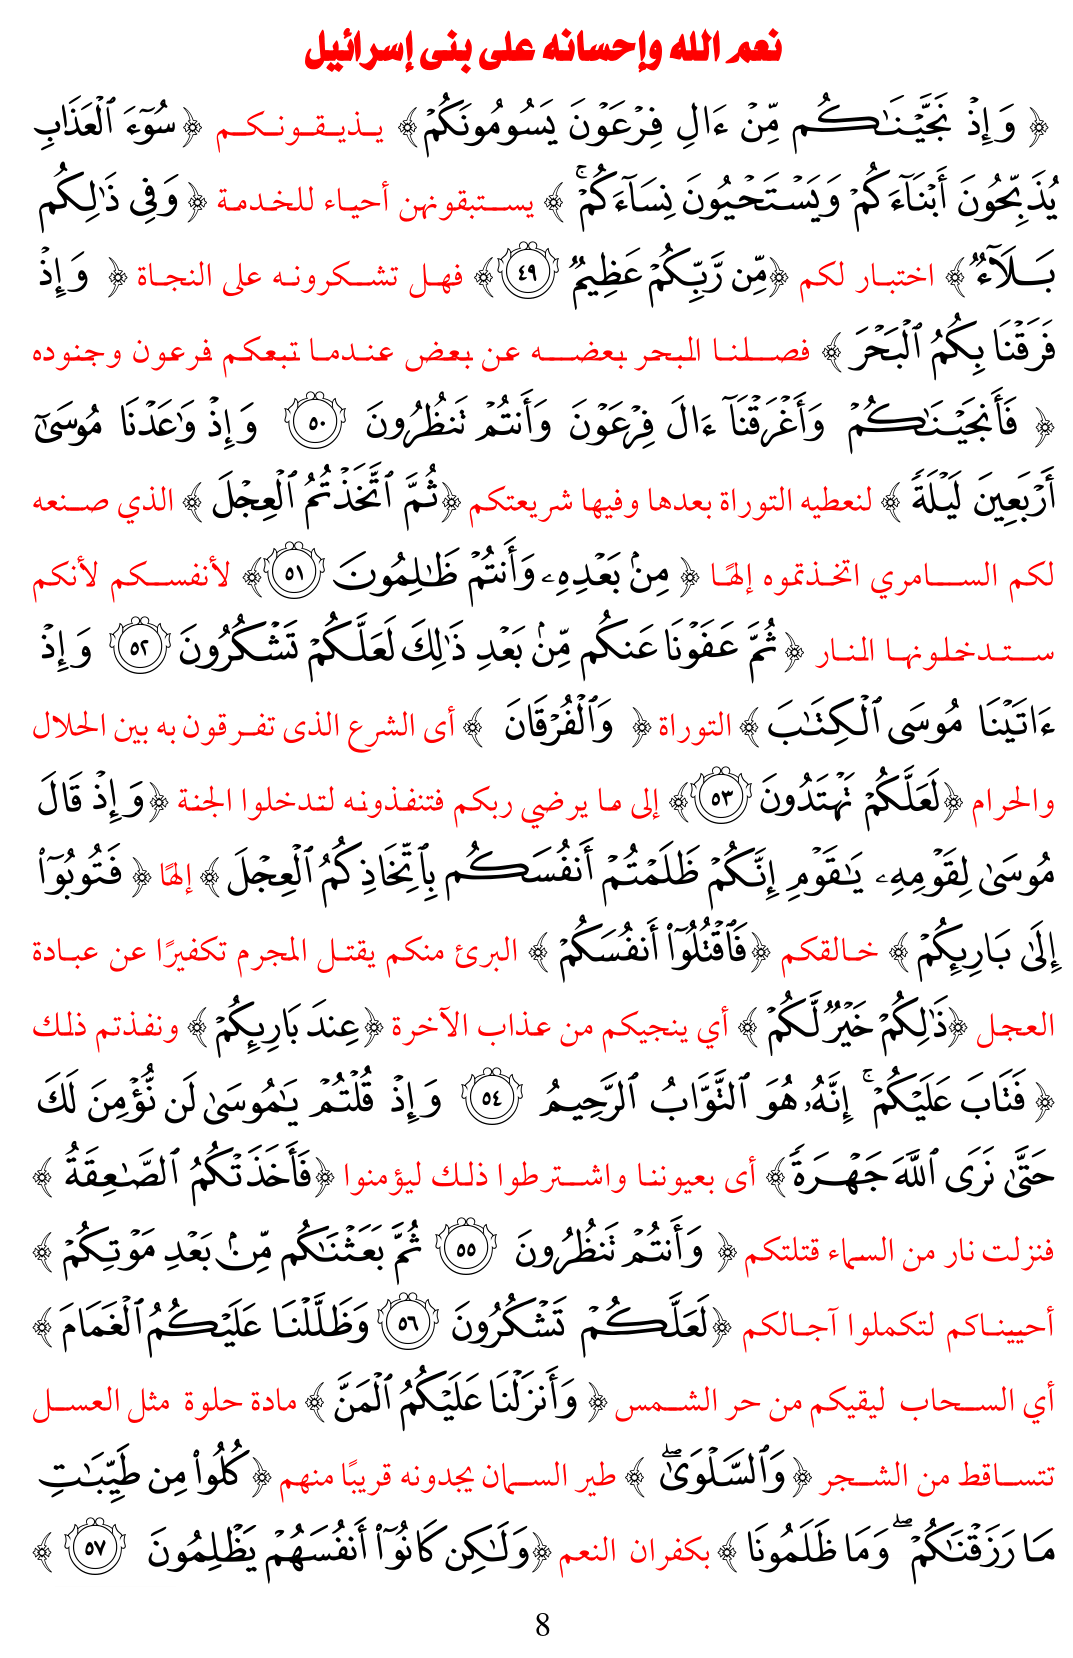 نعم الله وإحسانه على بنى إسرائيل
﴿ وَإِذْ نَجَّيْنَـٰكُم مِّنْ ءَالِ فِرْعَوْنَ يَسُومُونَكُمْ ﴾ يـذيـقـونـكـم ﴿ سُوٓءَ ٱلْعَذَابِ
يُذَبِّحُونَ أَبْنَآءَكُمْ وَيَسْتَحْيُونَ نِسَآءَكُمْ ۚ ﴾ يستبقونهن أحياء للخدمة ﴿ وَفِى ذَٰلِكُم
بَلَآءٌ ﴾ اختبار لكم ﴿ مِّن رَّبِّكُمْ عَظِيمٌ ٤٩ ﴾ فهل تشكرونه على النجاة ﴿ وَإِذْ
فَرَقْنَا بِكُمُ ٱلْبَحْرَ ﴾ فصلنا البحر بعضه عن بعض عندما تبعكم فرعون وجنوده
﴿ فَأَنجَيْنَـٰكُمْ وَأَغْرَقْنَآ ءَالَ فِرْعَوْنَ وَأَنتُمْ تَنظُرُونَ ٥٠ وَإِذْ وَٰعَدْنَا مُوسَىٰٓ
أَرْبَعِينَ لَيْلَةً ﴾ لنعطيه التوراة بعدها وفيها شريعتكم ﴿ ثُمَّ ٱتَّخَذْتُمُ ٱلْعِجْلَ ﴾ الذي صنعه
لكم السامري اتخذتموه إلهًا ﴿ مِنۢ بَعْدِهِۦ وَأَنتُمْ ظَـٰلِمُونَ ٥١ ﴾ لأنفسكم لأنكم
ستدخلونها النار ﴿ ثُمَّ عَفَوْنَا عَنكُم مِّنۢ بَعْدِ ذَٰلِكَ لَعَلَّكُمْ تَشْكُرُونَ ٥٢ وَإِذْ
ءَاتَيْنَا مُوسَى ٱلْكِتَـٰبَ ﴾ التوراة ﴿ وَٱلْفُرْقَانَ ﴾ أى الشرع الذى تفرقون به بين الحلال
والحرام ﴿ لَعَلَّكُمْ تَهْتَدُونَ ٥٣ ﴾ إلى ما يرضي ربكم فتنفذونه لتدخلوا الجنة ﴿ وَإِذْ قَالَ
مُوسَىٰ لِقَوْمِهِۦ يَـٰقَوْمِ إِنَّكُمْ ظَلَمْتُمْ أَنفُسَكُم بِٱتِّخَاذِكُمُ ٱلْعِجْلَ ﴾ إلهًا ﴿ فَتُوبُوٓا۟
إِلَىٰ بَارِئِكُمْ ﴾ خالقكم ﴿ فَٱقْتُلُوٓا۟ أَنفُسَكُمْ ﴾ البرئ منكم يقتل المجرم تكفيرًا عن عبادة
العجل ﴿ ذَٰلِكُمْ خَيْرٌ لَّكُمْ ﴾ أي ينجيكم من عذاب الآخرة ﴿ عِندَ بَارِئِكُمْ ﴾ ونفذتم ذلك
﴿ فَتَابَ عَلَيْكُمْ ۚ إِنَّهُۥ هُوَ ٱلتَّوَّابُ ٱلرَّحِيمُ ٥٤ وَإِذْ قُلْتُمْ يَـٰمُوسَىٰ لَن نُّؤْمِنَ لَكَ
حَتَّىٰ نَرَى ٱللَّهَ جَهْرَةً ﴾ أى بعيوننا واشترطوا ذلك ليؤمنوا ﴿ فَأَخَذَتْكُمُ ٱلصَّـٰعِقَةُ ﴾
فنزلت نار من السماء قتلتكم ﴿ وَأَنتُمْ تَنظُرُونَ ٥٥ ثُمَّ بَعَثْنَـٰكُم مِّنۢ بَعْدِ مَوْتِكُمْ ﴾
أحييناكم لتكملوا آجالكم ﴿ لَعَلَّكُمْ تَشْكُرُونَ ٥٦ وَظَلَّلْنَا عَلَيْكُمُ ٱلْغَمَامَ ﴾
أي السحاب ليقيكم من حر الشمس ﴿ وَأَنزَلْنَا عَلَيْكُمُ ٱلْمَنَّ ﴾ مادة حلوة مثل العسل
تتساقط من الشجر ﴿ وَٱلسَّلْوَىٰ ۖ ﴾ طير السمان يجدونه قريبًا منهم ﴿ كُلُوا۟ مِن طَيِّبَـٰتِ
مَا رَزَقْنَـٰكُمْ ۖ وَمَا ظَلَمُونَا ﴾ بكفران النعم ﴿ وَلَـٰكِن كَانُوٓا۟ أَنفُسَهُمْ يَظْلِمُونَ ٥٧ ﴾
8